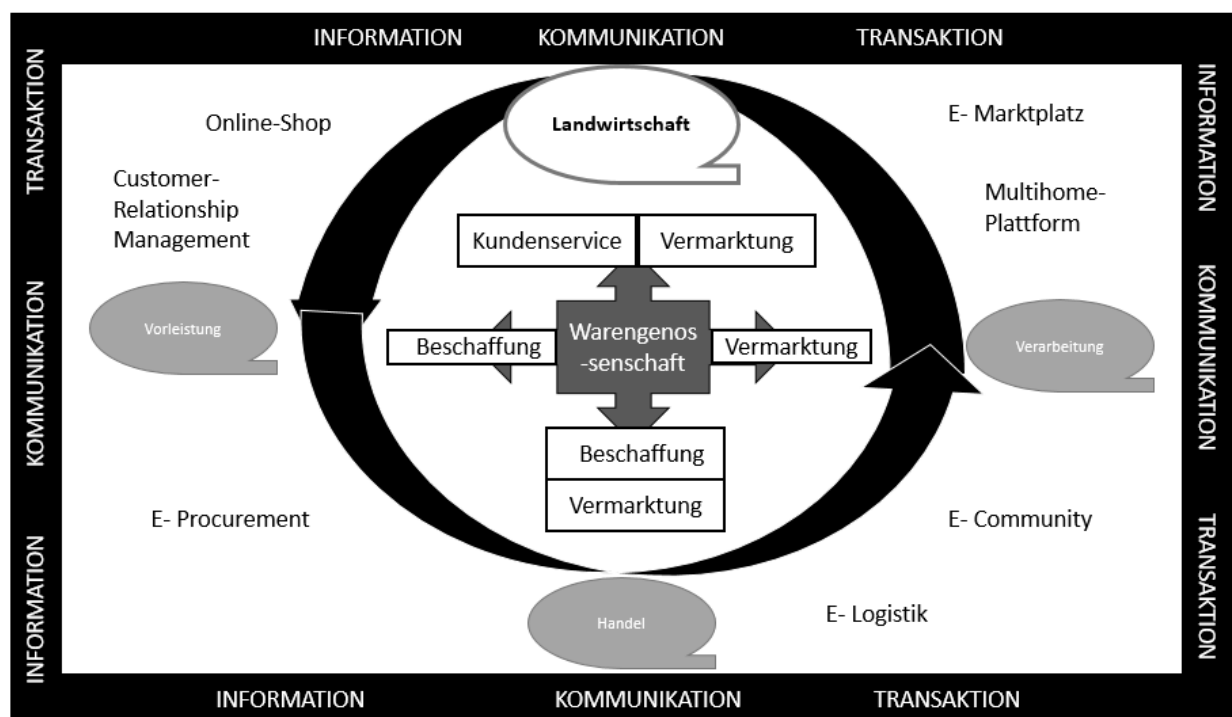 INFORMATION KOMMUNIKATION TRANSAKTION
TRANSAKTION
KOMMUNIKATION
INFORMATION
Online-Shop
Landwirtschaft
E- Marktplatz
Customer-
Relationship
Management
Multihome-
Plattform
Kundenservice
Vermarktung
Vorleistung
Beschaffung
Warengenos
-senschaft
Vermarktung
Verarbeitung
Beschaffung
Vermarktung
E- Procurement
E- Community
Handel
E- Logistik
INFORMATION
KOMMUNIKATION
TRANSAKTION
INFORMATION KOMMUNIKATION TRANSAKTION